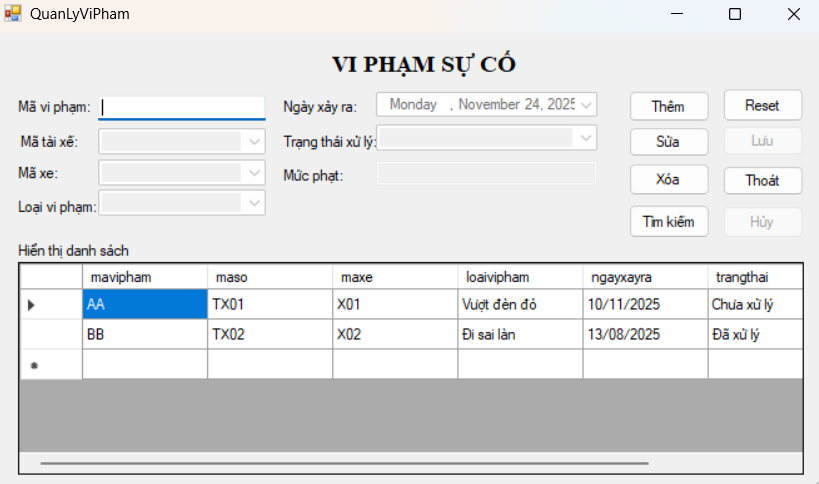 QuanLyViPham
VI PHẠM SỰ CỐ
Mã vi phạm: Ngày xảy ra: Monday , November 24, 2025 Thêm Reset
Mã tài xế: Trạng thái xử lý: Sửa Lưu
Mã xe: Mức phạt: Xóa Thoát
Loại vi phạm: Tìm kiếm Hủy
Hiển thị danh sách
mavipham maso maxe loaivipham ngayxayra trangthai
AA TX01 X01 Vượt đèn đỏ 10/11/2025 Chưa xử lý
BB TX02 X02 Đi sai làn 13/08/2025 Đã xử lý